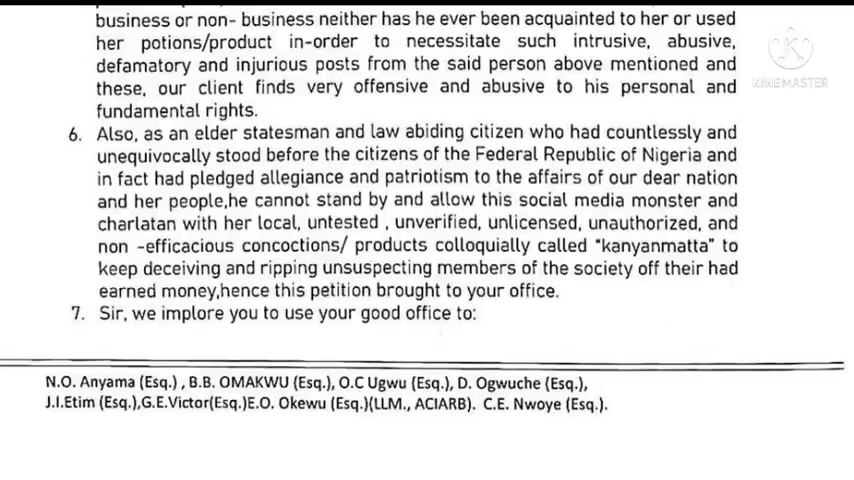 business or non- business neither has he ever been acquainted to her or used
her potions/product in-order to necessitate such intrusive, abusive,
defamatory and injurious posts from the said person above mentioned and
these, our client finds very offensive and abusive to his personal and
fundamental rights.
6. Also, as an elder statesman and law abiding citizen who had countlessly and
unequivocally stood before the citizens of the Federal Republic of Nigeria and
in fact had pledged allegiance and patriotism to the affairs of our dear nation
and her people,he cannot stand by and allow this social media monster and
charlatan with her local, untested , unverified, unlicensed, unauthorized, and
non -efficacious concoctions/ products colloquially called “kanyanmatta” to
keep deceiving and ripping unsuspecting members of the society off their had
earned money,hence this petition brought to your office.
7. Sir, we implore you to use your good office to:
N.O. Anyama (Esq.) , B.B. OMAKWU (Esq.), O.C Ugwu (Esq.), D. Ogwuche (Esq.),
J.I.Etim (Esq.),G.E.Victor(Esq.)E.O. Okewu (Esq.)(LLM., ACIARB). C.E. Nwoye (Esq.).
KINEMASTER